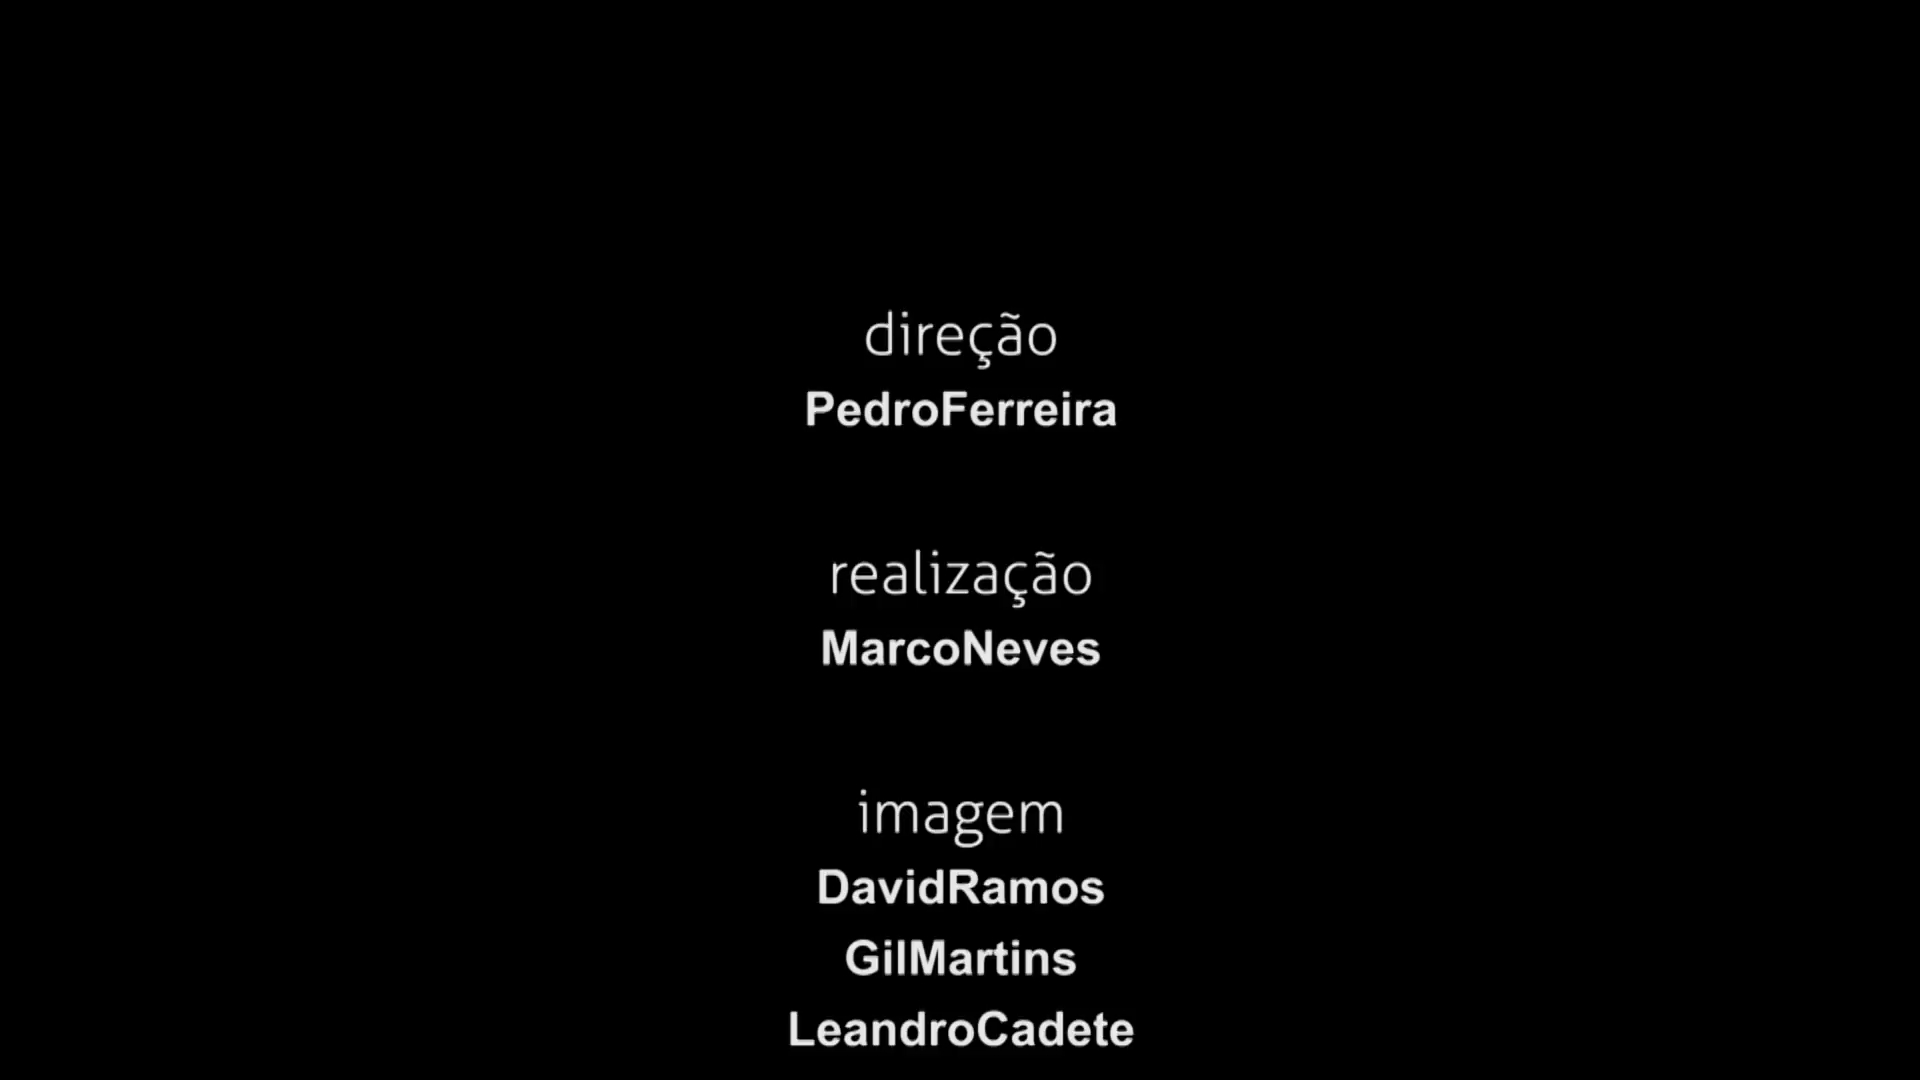 direção
PedroFerreira
realização
MarcoNeves
imagem
DavidRamos
GilMartins
LeandroCadete